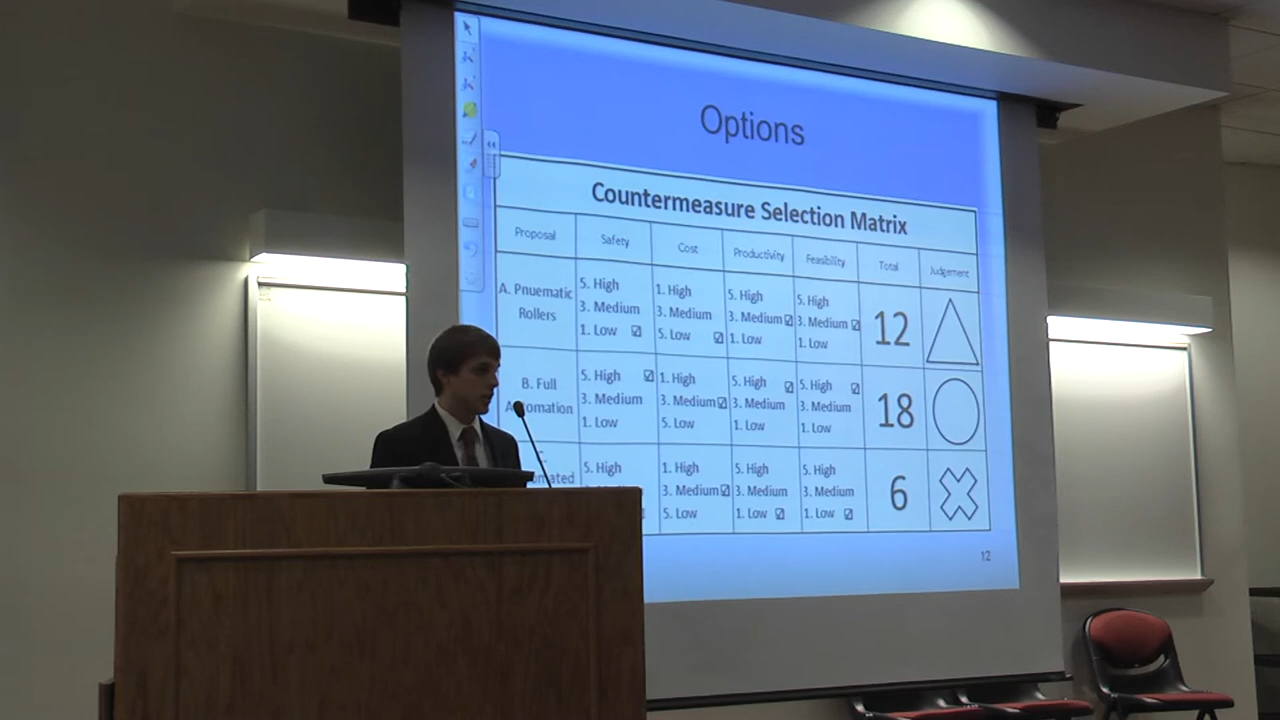 Options
Countermeasure Selection Matrix
Proposal Safety Cost Productivity Feasibility Total Judgement
A. Pnuematic Rollers
5. High
3. Medium
1. Low ☑
1. High
3. Medium
5. Low ☑
5. High
3. Medium ☑
1. Low
5. High
3. Medium ☑
1. Low
12
B. Full
5. High ☑
3. Medium
1. Low
1. High
3. Medium ☑
5. Low
5. High ☑
3. Medium
1. Low
5. High ☑
3. Medium
1. Low
18
5. High
1. High
3. Medium ☑
5. Low
5. High
3. Medium
1. Low ☑
5. High
3. Medium
1. Low ☑
6
12